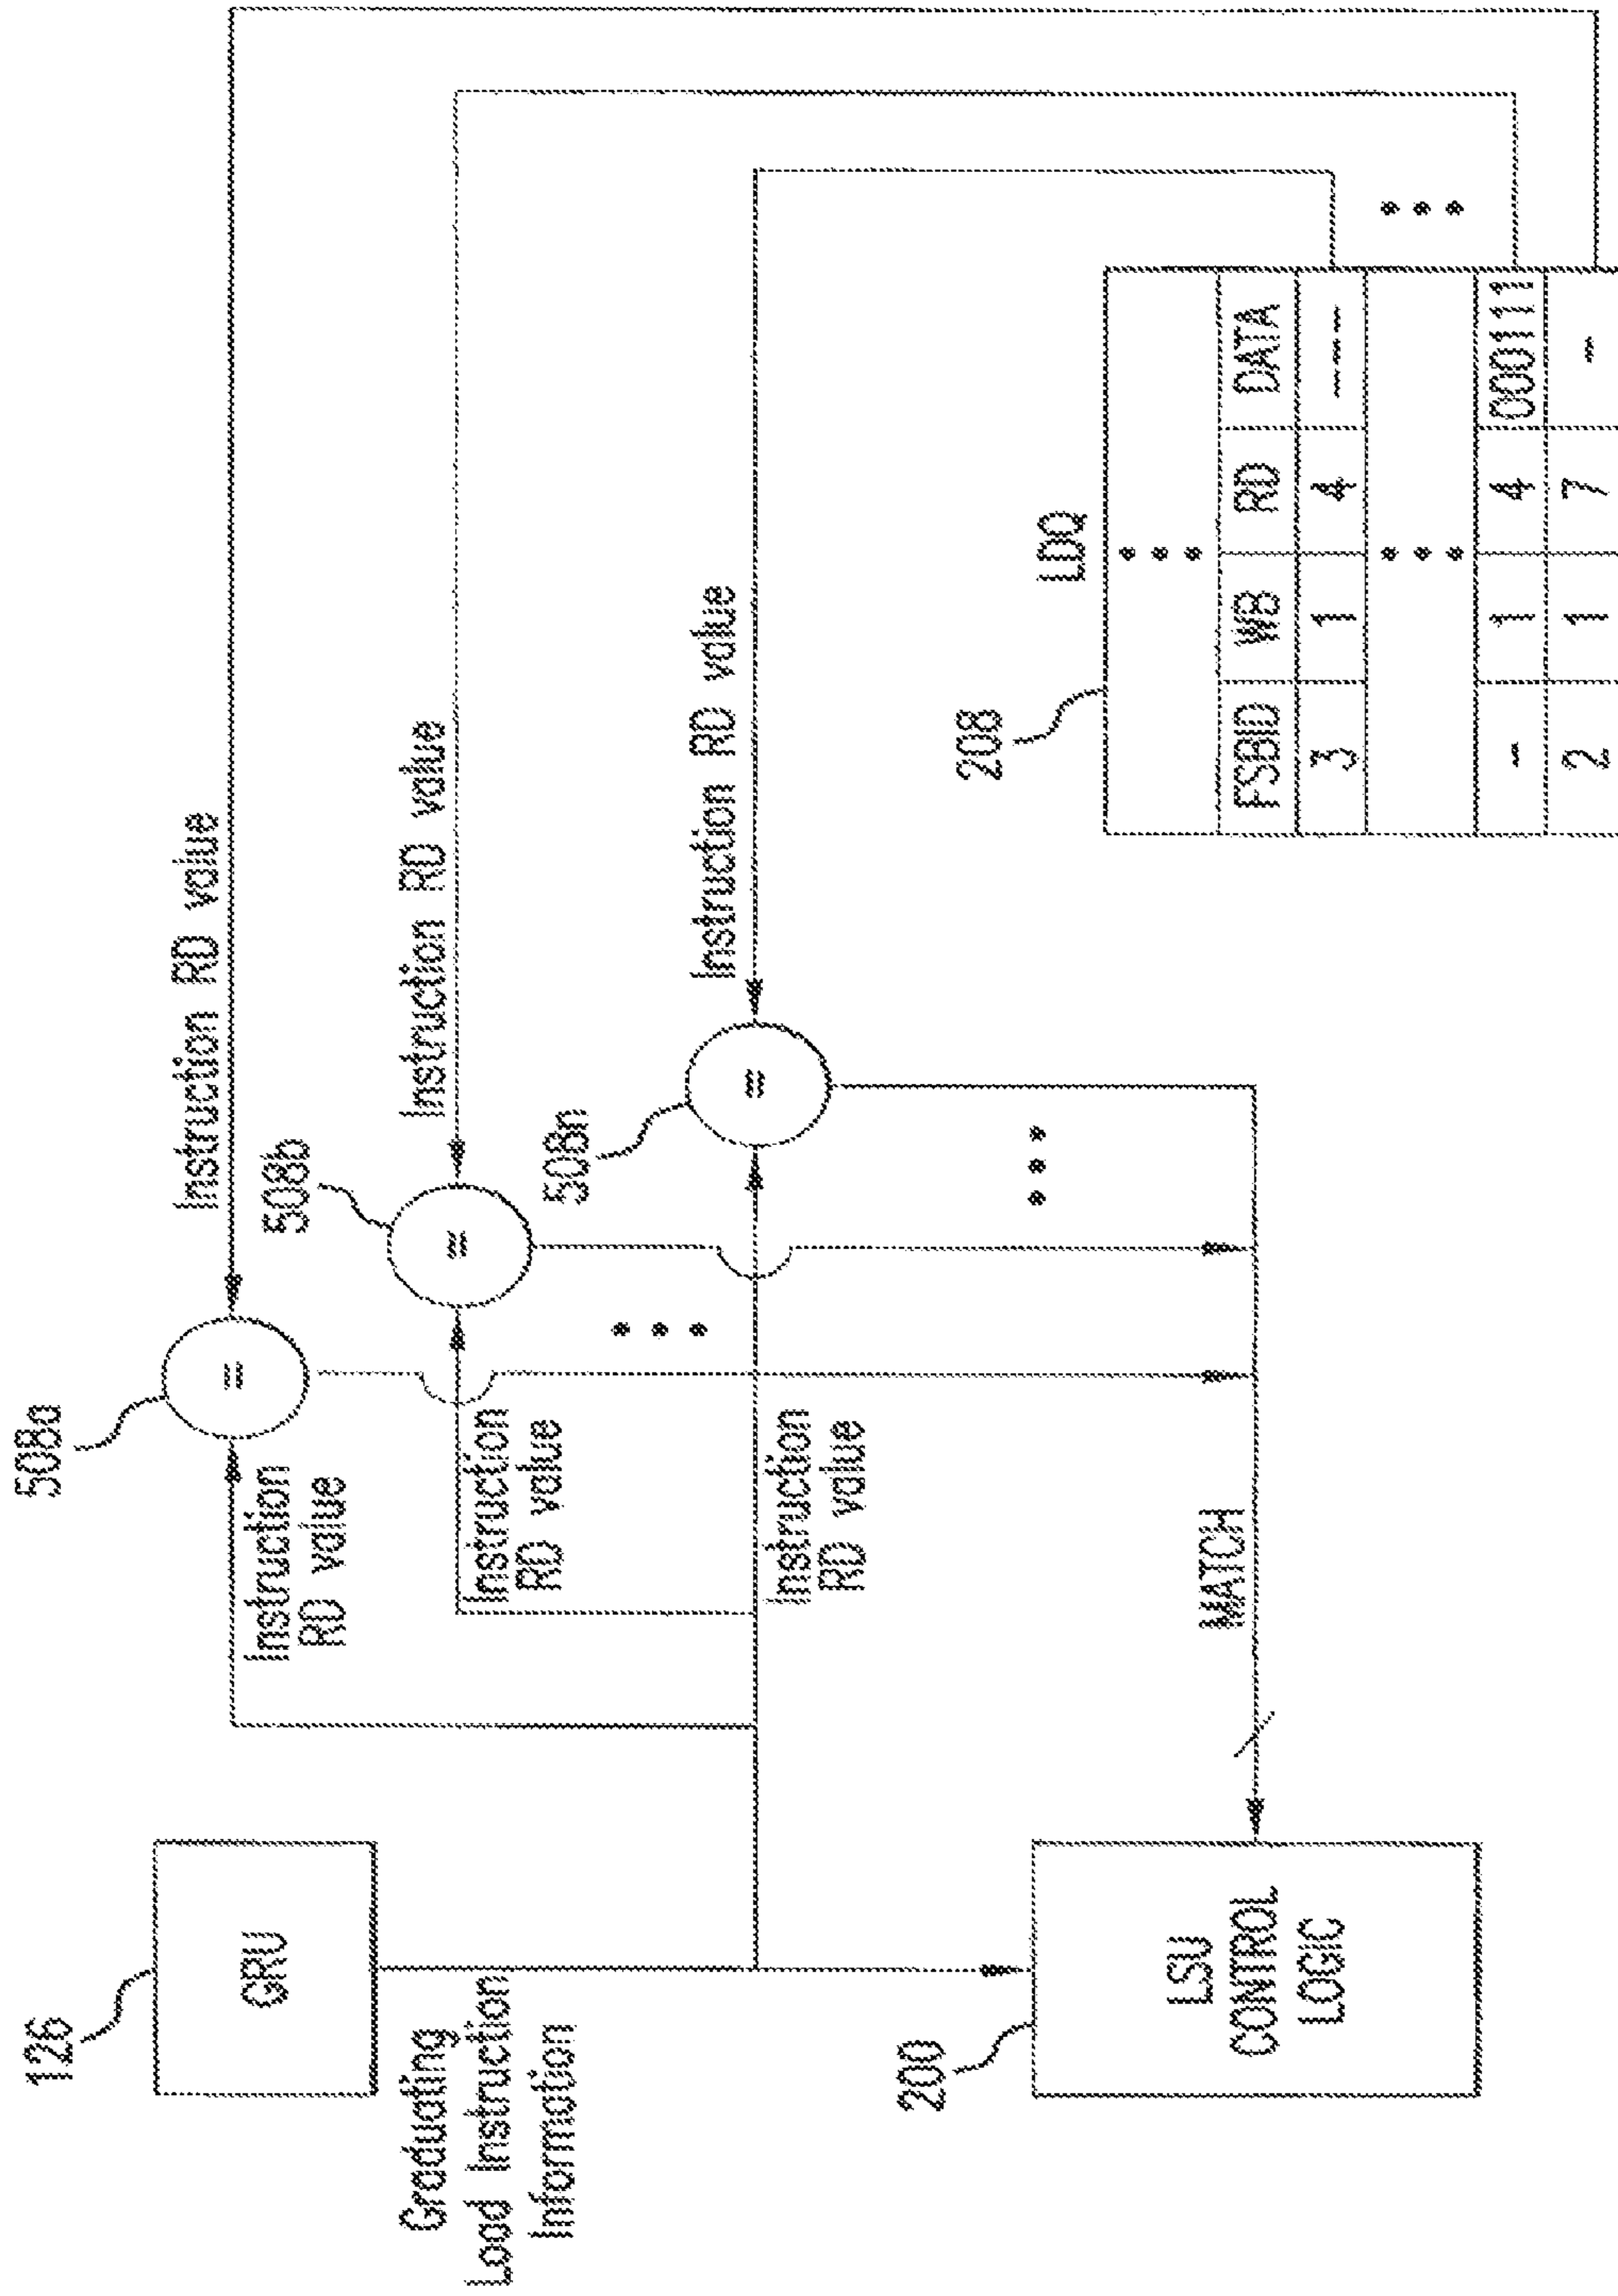 126
GRU
Graduating
Load Instruction
Information
200
LSU
CONTROL
LOGIC
MATCH
508a
=
Instruction
RD value
Instruction RD value
508b
=
Instruction
RD value
Instruction RD value
508n
=
Instruction
RD value
Instruction RD value
208
LDQ
FSBID WB RD DATA
3 1 4 ---
- 1 4 000111
2 1 7 -